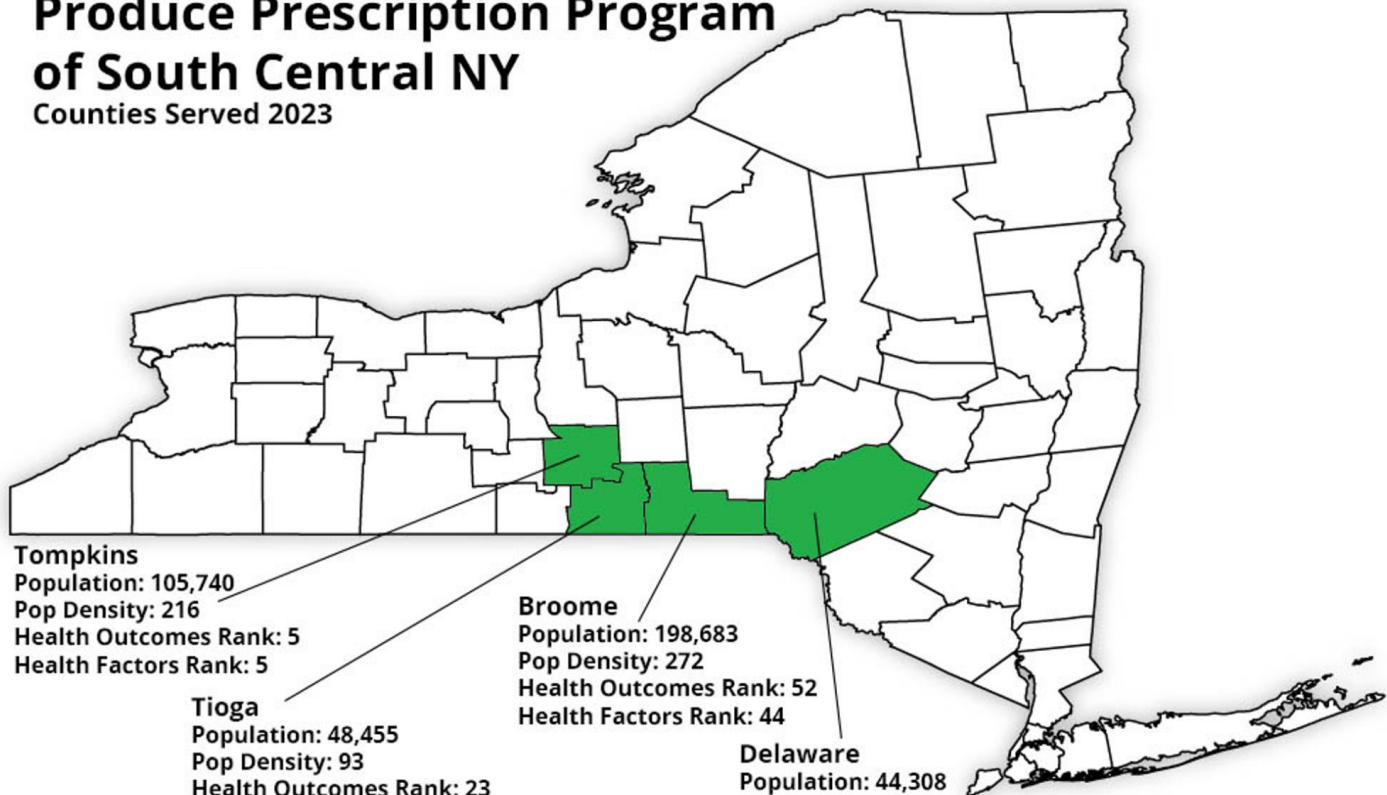 Produce Prescription Program
of South Central NY
Counties Served 2023
Tompkins
Population: 105,740
Pop Density: 216
Health Outcomes Rank: 5
Health Factors Rank: 5
Tioga
Population: 48,455
Pop Density: 93
Health Outcomes Rank: 23
Broome
Population: 198,683
Pop Density: 272
Health Outcomes Rank: 52
Health Factors Rank: 44
Delaware
Population: 44,308